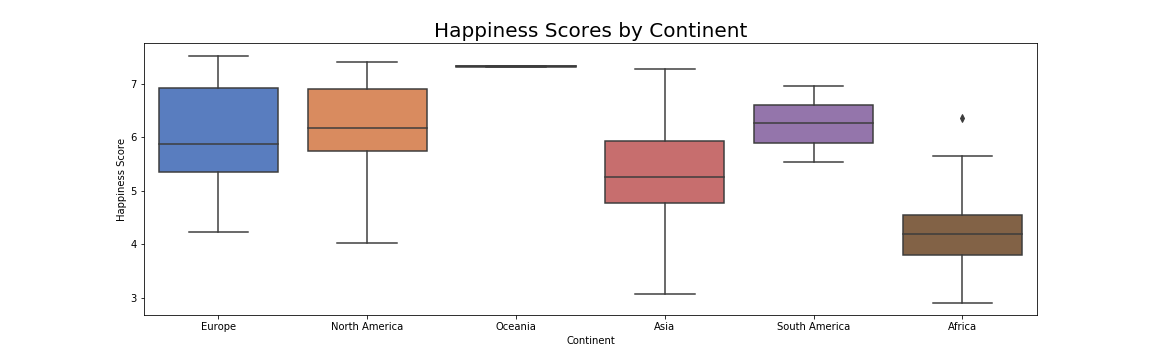 Happiness Scores by Continent
Happiness Score
7
6
5
4
3
Europe
North America
Oceania
Asia
South America
Africa
Continent